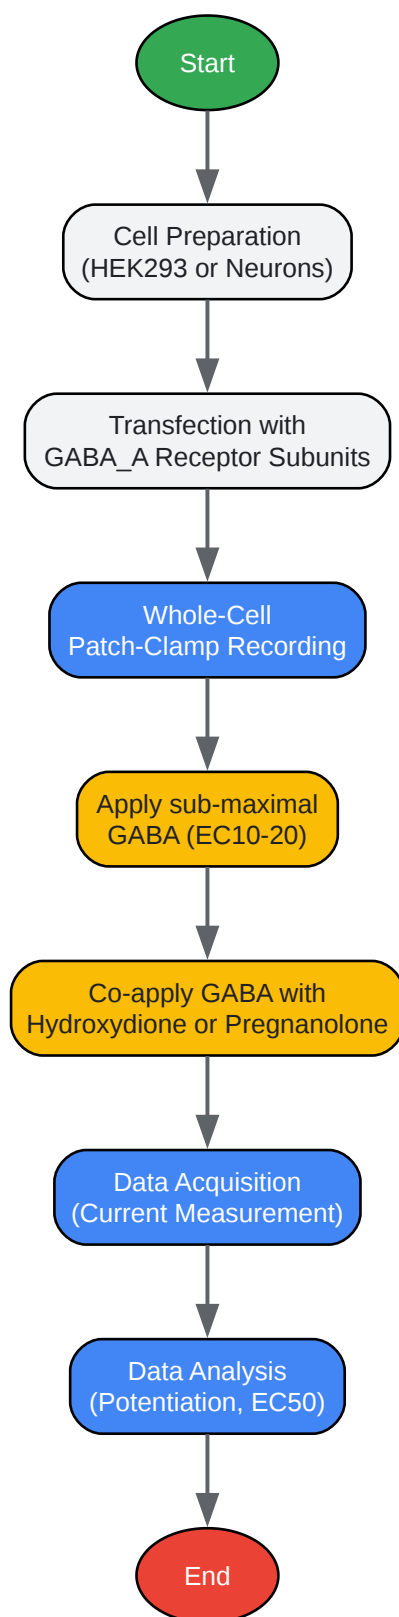 Start
Cell Preparation
(HEK293 or Neurons)
Transfection with
GABA_A Receptor Subunits
Whole-Cell
Patch-Clamp Recording
Apply sub-maximal
GABA (EC10-20)
Co-apply GABA with
Hydroxydione or Pregnanolone
Data Acquisition
(Current Measurement)
Data Analysis
(Potentiation, EC50)
End